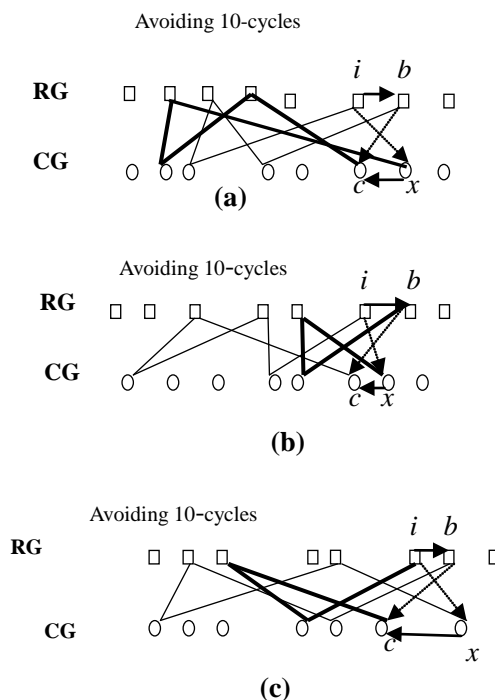 Avoiding 10-cycles
i b
RG
CG
c x
(a)
Avoiding 10-cycles
i b
RG
CG
c x
(b)
Avoiding 10-cycles
i b
RG
CG
c x
(c)